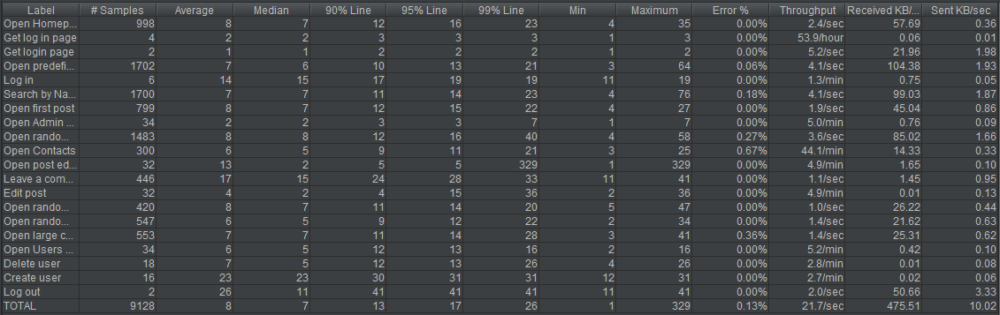 Label # Samples Average Median 90% Line 95% Line 99% Line Min Maximum Error % Throughput Received KB/... Sent KB/sec
Open Homep... 998 8 7 12 16 23 4 35 0.00% 2.4/sec 57.69 0.36
Get log in page 4 2 2 3 3 3 1 3 0.00% 53.9/hour 0.06 0.01
Get login page 2 1 1 2 2 2 1 2 0.00% 5.2/sec 21.96 1.98
Open predefi... 1702 7 6 10 13 21 3 64 0.06% 4.1/sec 104.38 1.93
Log in 6 14 15 17 19 19 11 19 0.00% 1.3/min 0.75 0.05
Search by Na... 1700 7 7 11 14 23 4 76 0.18% 4.1/sec 99.03 1.87
Open first post 799 8 7 12 15 22 4 27 0.00% 1.9/sec 45.04 0.86
Open Admin ... 34 2 2 3 3 7 1 7 0.00% 5.0/min 0.76 0.09
Open rando... 1483 8 8 12 16 40 4 58 0.27% 3.6/sec 85.02 1.66
Open Contacts 300 6 5 9 11 21 3 25 0.67% 44.1/min 14.33 0.33
Open post ed... 32 13 2 5 5 329 1 329 0.00% 4.9/min 1.65 0.10
Leave a com... 446 17 15 24 28 33 11 41 0.00% 1.1/sec 1.45 0.95
Edit post 32 4 2 4 15 36 2 36 0.00% 4.9/min 0.01 0.13
Open rando... 420 8 7 11 14 20 5 47 0.00% 1.0/sec 26.22 0.44
Open rando... 547 6 5 9 12 22 2 34 0.00% 1.4/sec 21.62 0.63
Open large c... 553 7 7 11 14 28 3 41 0.36% 1.4/sec 25.31 0.62
Open Users ... 34 6 5 12 13 16 2 16 0.00% 5.2/min 0.42 0.10
Delete user 18 7 5 12 13 26 4 26 0.00% 2.8/min 0.01 0.08
Create user 16 23 23 30 31 31 12 31 0.00% 2.7/min 0.02 0.06
Log out 2 26 11 41 41 41 11 41 0.00% 2.0/sec 50.66 3.33
TOTAL 9128 8 7 13 17 26 1 329 0.13% 21.7/sec 475.51 10.02